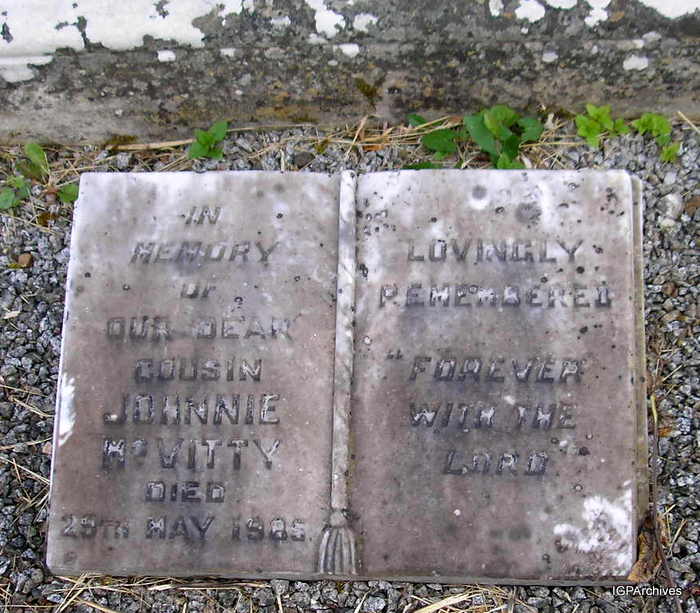 IN
MEMORY
OF
OUR DEAR
COUSIN
JOHNNIE
McVITTY
DIED
29TH MAY 1985
LOVINGLY
REMEMBERED
"FOREVER
WITH THE
LORD
IGPArchives